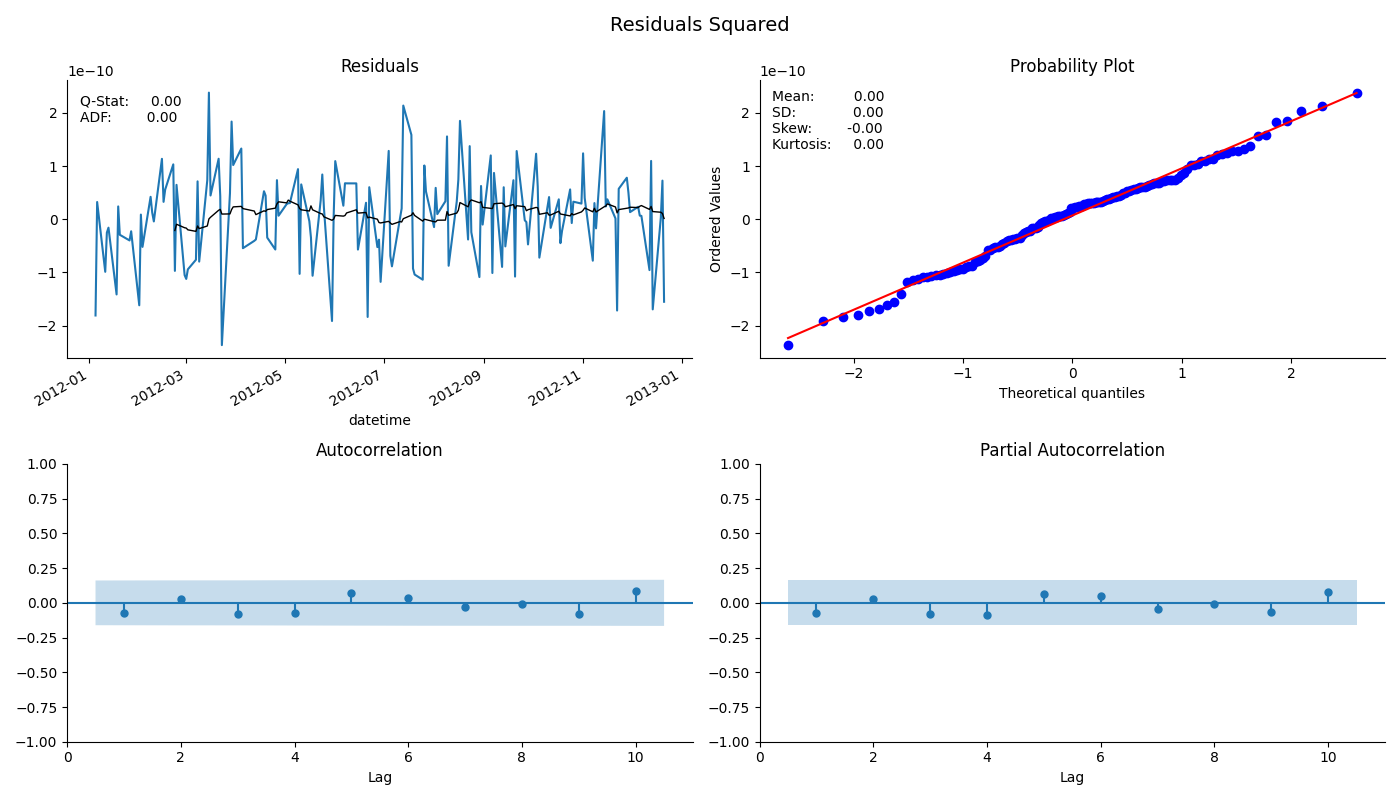 Residuals Squared
Residuals
1e−10
Q-Stat: 0.00
ADF: 0.00
2
1
0
−1
−2
2012-01
2012-03
2012-05
2012-07
2012-09
2012-11
2013-01
datetime
Probability Plot
1e−10
Mean: 0.00
SD: 0.00
Skew: -0.00
Kurtosis: 0.00
Ordered Values
2
1
0
−1
−2
−2 −1 0 1 2
Theoretical quantiles
Autocorrelation
1.00
0.75
0.50
0.25
0.00
−0.25
−0.50
−0.75
−1.00
0 2 4 6 8 10
Lag
Partial Autocorrelation
1.00
0.75
0.50
0.25
0.00
−0.25
−0.50
−0.75
−1.00
0 2 4 6 8 10
Lag